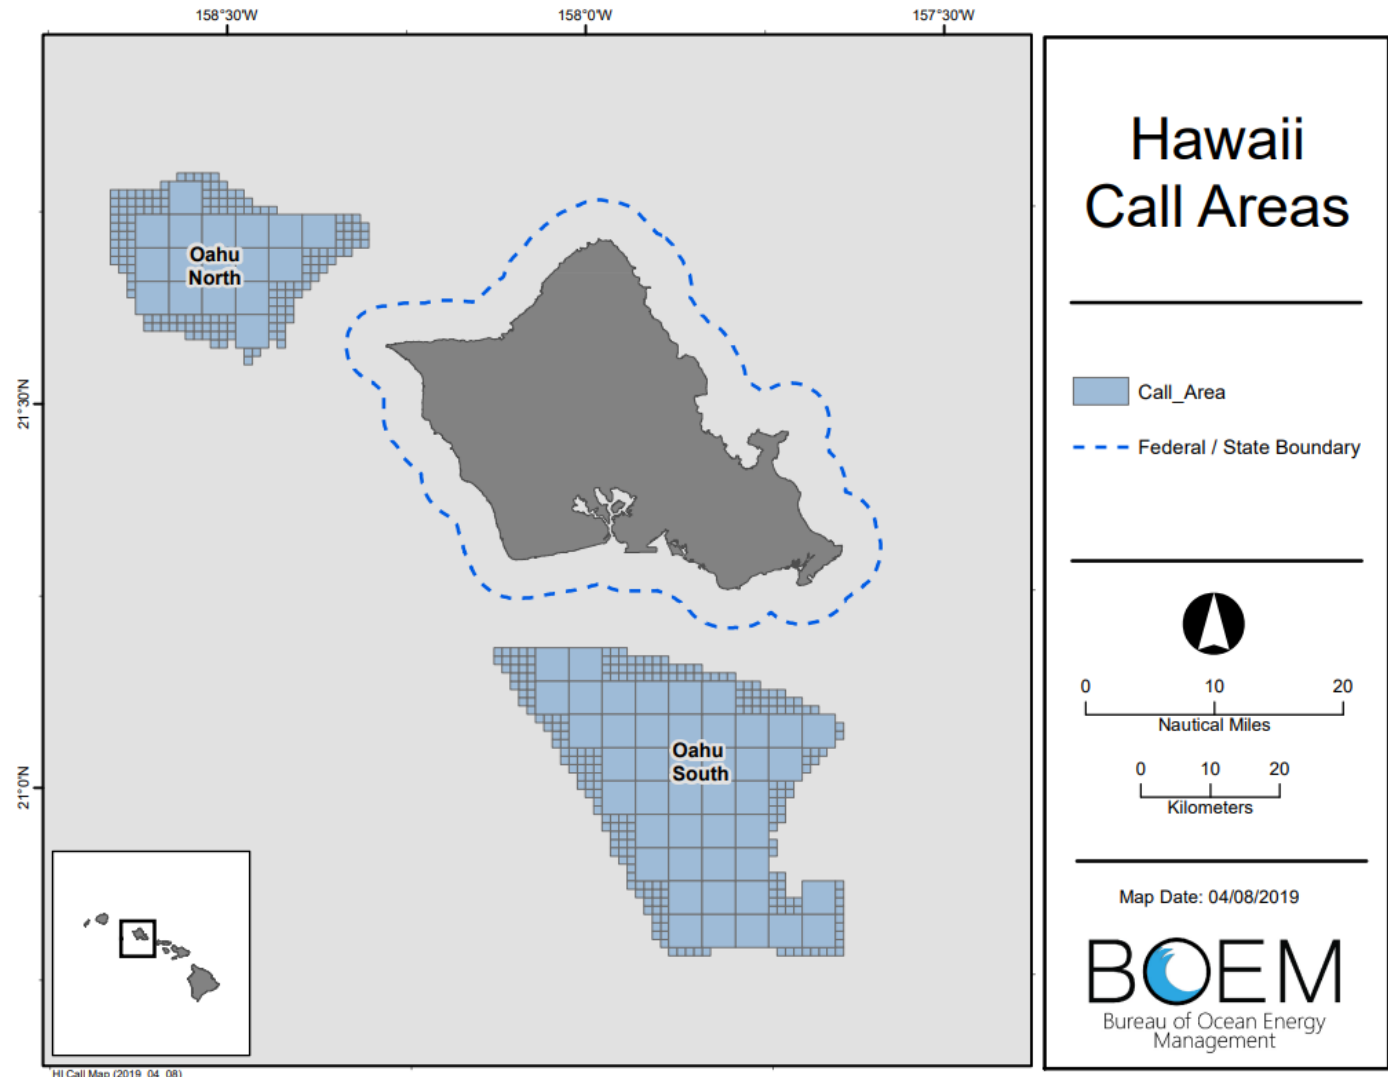 158°30'W
158°0'W
157°30'W
21°30'N
21°0'N
Oahu
North
Oahu
South
HI Call Map (2019_04_08)
Hawaii
Call Areas
Call_Area
Federal / State Boundary
0 10 20
Nautical Miles
0 10 20
Kilometers
Map Date: 04/08/2019
BOEM
Bureau of Ocean Energy
Management